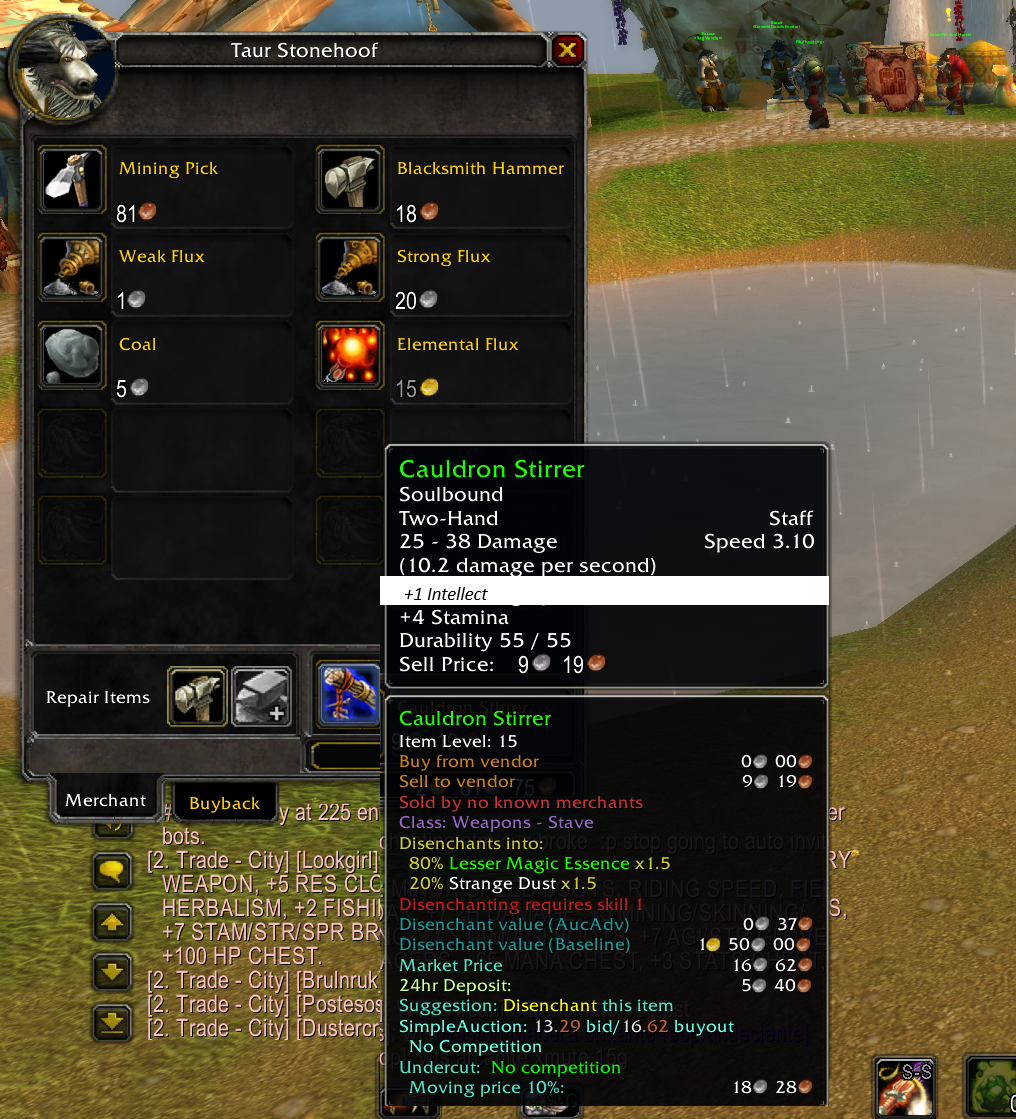 Taur Stonehoof
Mining Pick
81
Blacksmith Hammer
18
Weak Flux
1
Strong Flux
20
Coal
5
Elemental Flux
15
Cauldron Stirrer
Soulbound
Two-Hand Staff
25 - 38 Damage Speed 3.10
(10.2 damage per second)
+1 Intellect
+4 Stamina
Durability 55 / 55
Sell Price: 9 19
Repair Items
Cauldron Stirrer
Item Level: 15
Buy from vendor 0 00
Sell to vendor 9 19
Sold by no known merchants
Class: Weapons - Stave
Disenchants into:
80% Lesser Magic Essence x1.5
20% Strange Dust x1.5
Disenchanting requires skill 1
Disenchant value (AucAdv) 0 37
Disenchant value (Baseline) 1 50 00
Market Price 16 62
24hr Deposit: 5 40
Suggestion: Disenchant this item
SimpleAuction: 13.29 bid/16.62 buyout
No Competition
Undercut: No competition
Moving price 10%: 18 28
Merchant
Buyback
y at 225 en
bots.
[2. Trade - City] [Lookgirl]
WEAPON, +5 RES CLO
HERBALISM, +2 FISHI
+7 STAM/STR/SPR BR
+100 HP CHEST.
[2. Trade - City] [Brulnruk
[2. Trade - City] [Postesos
[2. Trade - City] [Dustercr
S-S